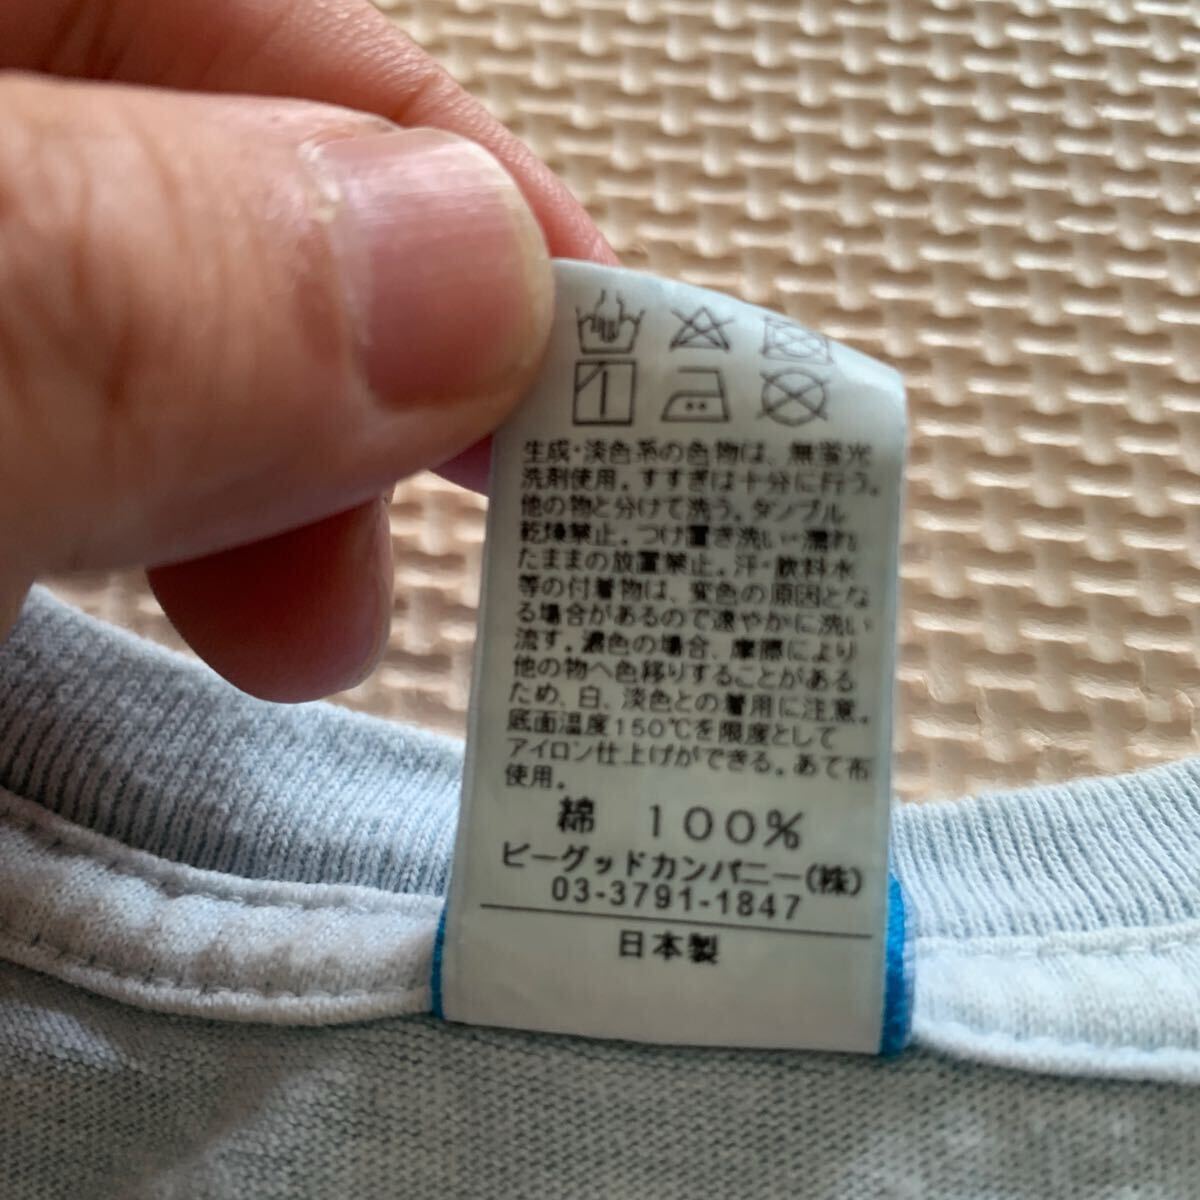 生成・淡色系の色物は、無蛍光
洗剤使用。すすぎは十分に行う。
他の物と分けて洗う。タンブル
乾燥禁止。つけ置き洗い・濡れ
たままの放置禁止。汗・飲料水
等の付着物は、変色の原因とな
る場合があるので速やかに洗い
流す。濃色の場合、摩擦により
他の物へ色移りすることがある
ため、白、淡色との着用に注意。
底面温度150℃を限度として
アイロン仕上げができる。あて布
使用。
綿 100%
ビーグッドカンパニー(株)
03-3791-1847
日本製